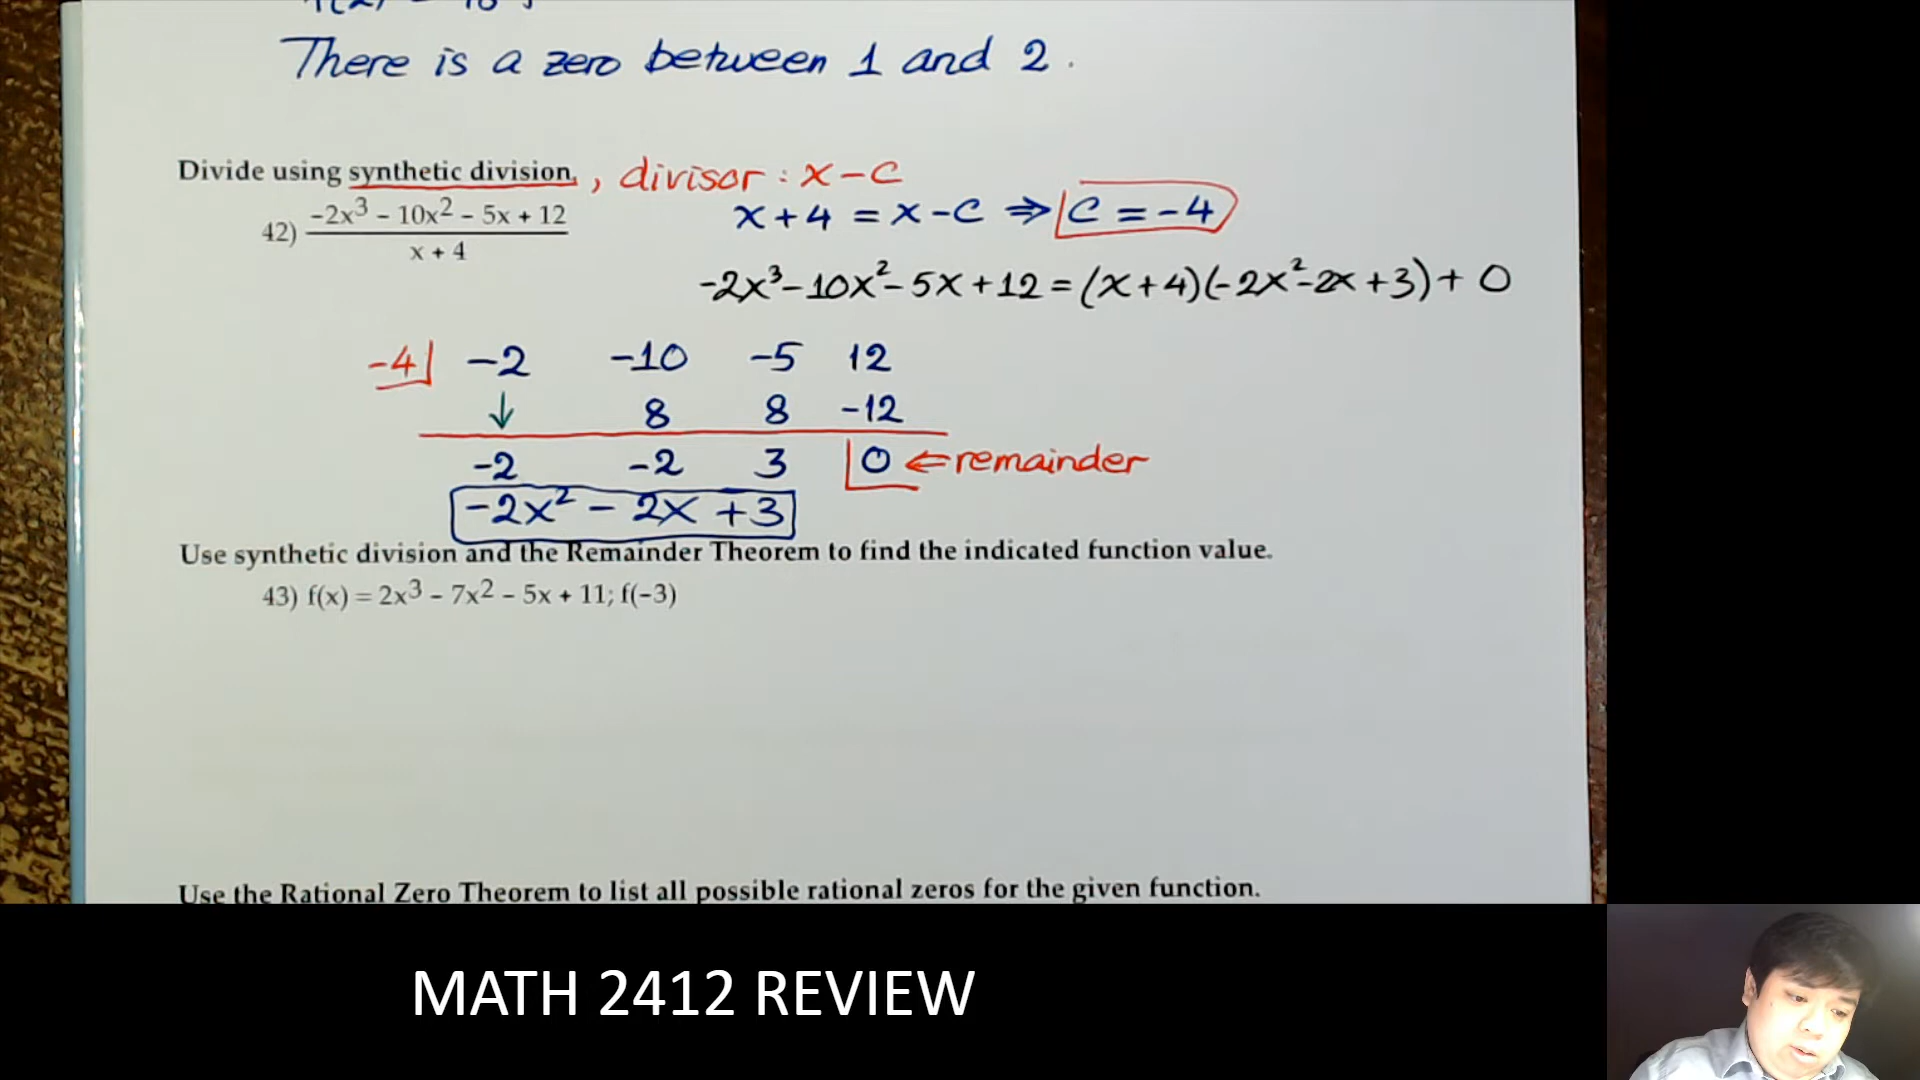 There is a zero between 1 and 2.
Divide using synthetic division. , divisor : x - c
42) -2x³ - 10x² - 5x + 12
x + 4
x + 4 = x - c ⇒ c = -4
-2x³ - 10x² - 5x + 12 = (x + 4)(-2x² - 2x + 3) + 0
-4| -2 -10 -5 12
↓ 8 8 -12
-2 -2 3 |0 ← remainder
-2x² - 2x + 3
Use synthetic division and the Remainder Theorem to find the indicated function value.
43) f(x) = 2x³ - 7x² - 5x + 11; f(-3)
Use the Rational Zero Theorem to list all possible rational zeros for the given function.
MATH 2412 REVIEW